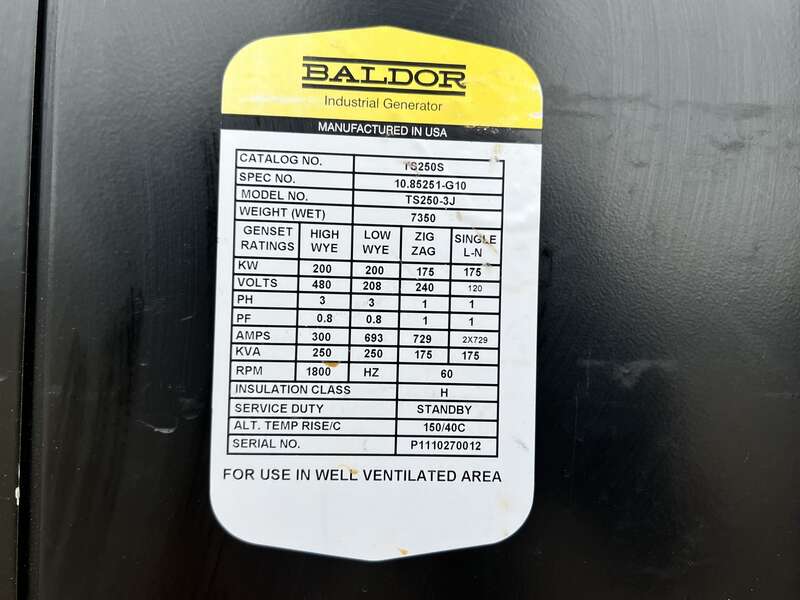 BALDOR
Industrial Generator
MANUFACTURED IN USA
CATALOG NO. TS250S
SPEC NO. 10.85251-G10
MODEL NO. TS250-3J
WEIGHT (WET) 7350
GENSET RATINGS HIGH WYE LOW WYE ZIG ZAG SINGLE L-N
KW 200 200 175 175
VOLTS 480 208 240 120
PH 3 3 1 1
PF 0.8 0.8 1 1
AMPS 300 693 729 2X729
KVA 250 250 175 175
RPM 1800 HZ 60
INSULATION CLASS H
SERVICE DUTY STANDBY
ALT. TEMP RISE/C 150/40C
SERIAL NO. P1110270012
FOR USE IN WELL VENTILATED AREA